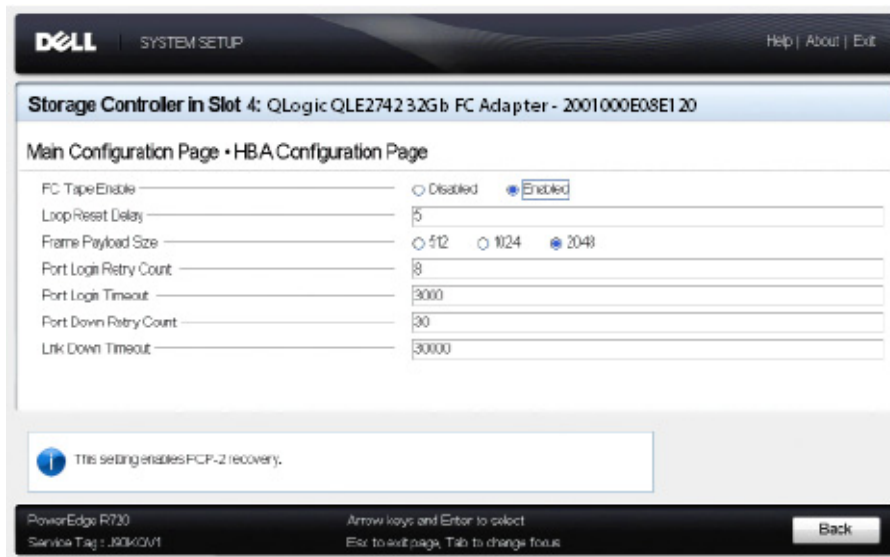 DELL SYSTEM SETUP Help | About | Exit
Storage Controller in Slot 4: QLogic QLE2742 32Gb FC Adapter - 2001000E08E120
Main Configuration Page • HBA Configuration Page
FC Tape Enable Disabled Enabled
Loop Reset Delay 5
Frame Payload Size 512 1024 2048
Port Login Retry Count 8
Port Login Timeout 3000
Port Down Retry Count 30
Link Down Timeout 30000
This setting enables FCP-2 recovery.
PowerEdge R720 Arrow keys and Enter to select
Service Tag : Esc to exit page, Tab to change focus Back